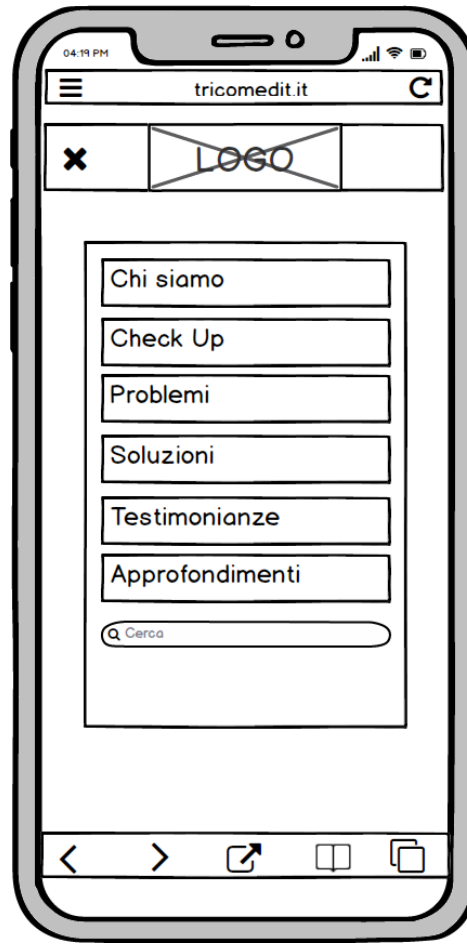 04:19 PM
tricomedit.it
LOGO
Chi siamo
Check Up
Problemi
Soluzioni
Testimonianze
Approfondimenti
Cerca